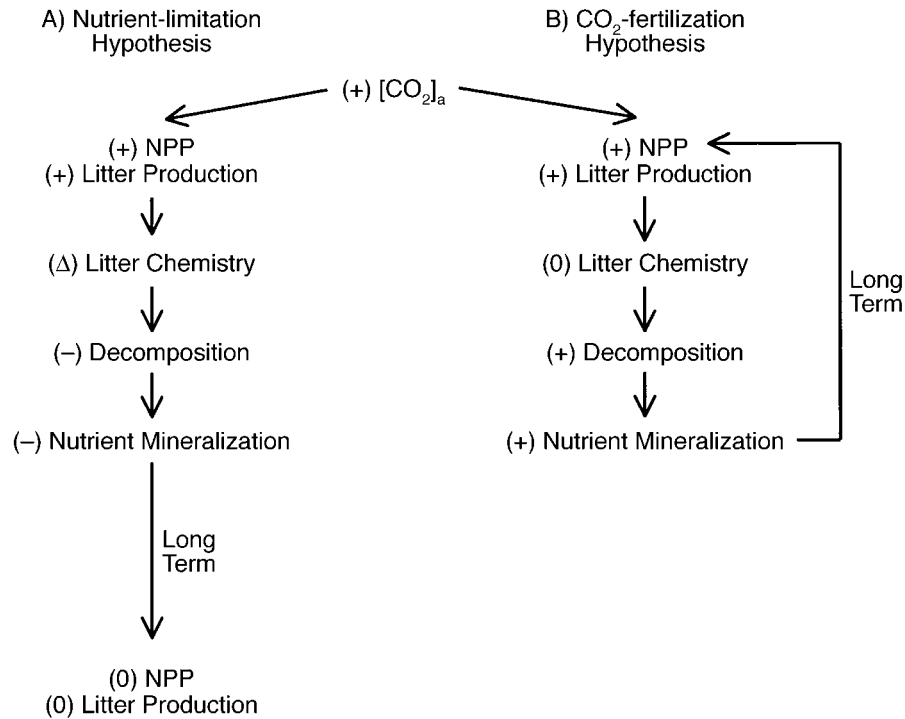 A) Nutrient-limitation
Hypothesis
B) CO₂-fertilization
Hypothesis
(+) [CO₂]ₐ
(+) NPP
(+) Litter Production
(Δ) Litter Chemistry
(–) Decomposition
(–) Nutrient Mineralization
Long
Term
(0) NPP
(0) Litter Production
(+) NPP
(+) Litter Production
(0) Litter Chemistry
(+) Decomposition
(+) Nutrient Mineralization
Long
Term